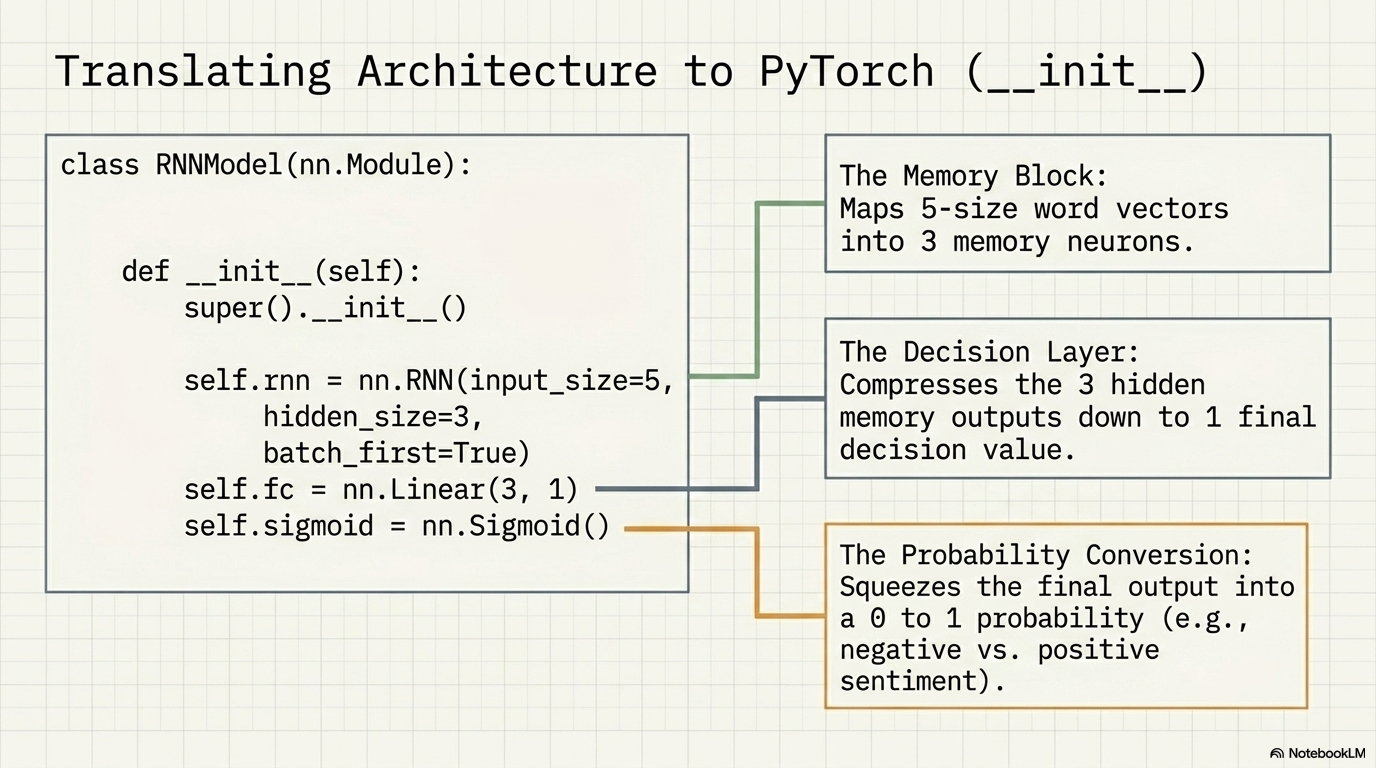 Translating Architecture to PyTorch (__init__)
class RNNModel(nn.Module):
def __init__(self):
super().__init__()
self.rnn = nn.RNN(input_size=5,
hidden_size=3,
batch_first=True)
self.fc = nn.Linear(3, 1)
self.sigmoid = nn.Sigmoid()
The Memory Block:
Maps 5-size word vectors
into 3 memory neurons.
The Decision Layer:
Compresses the 3 hidden
memory outputs down to 1 final
decision value.
The Probability Conversion:
Squeezes the final output into
a 0 to 1 probability (e.g.,
negative vs. positive
sentiment).
NotebookLM